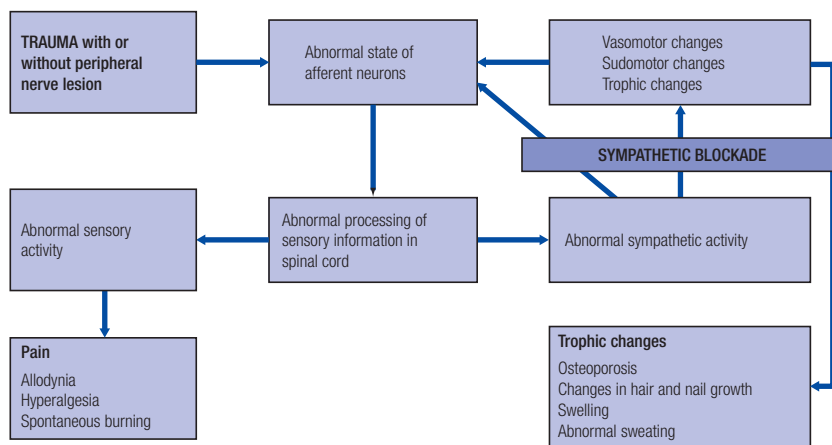 TRAUMA with or
without peripheral
nerve lesion
Abnormal state of
afferent neurons
Vasomotor changes
Sudomotor changes
Trophic changes
SYMPATHETIC BLOCKADE
Abnormal sensory
activity
Abnormal processing of
sensory information in
spinal cord
Abnormal sympathetic activity
Pain
Allodynia
Hyperalgesia
Spontaneous burning
Trophic changes
Osteoporosis
Changes in hair and nail growth
Swelling
Abnormal sweating